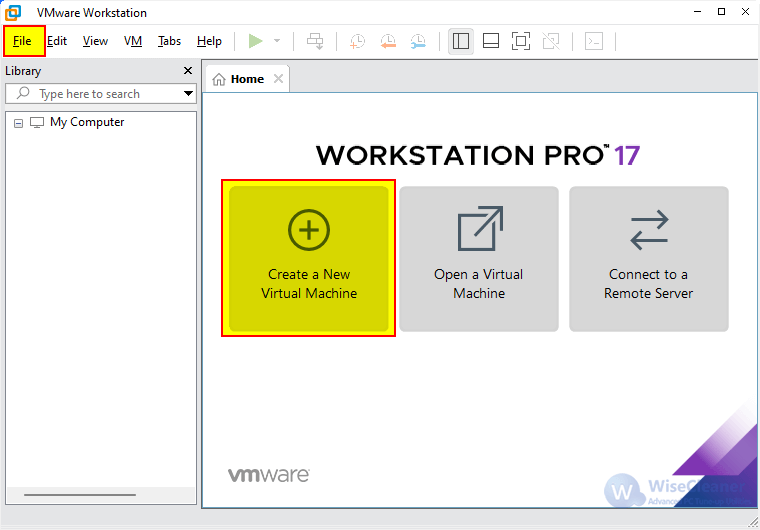 VMware Workstation
File Edit View VM Tabs Help
Library
Type here to search
My Computer
Home
WORKSTATION PRO™ 17
Create a New
Virtual Machine
Open a Virtual
Machine
Connect to a
Remote Server
vmware
W WiseCleaner